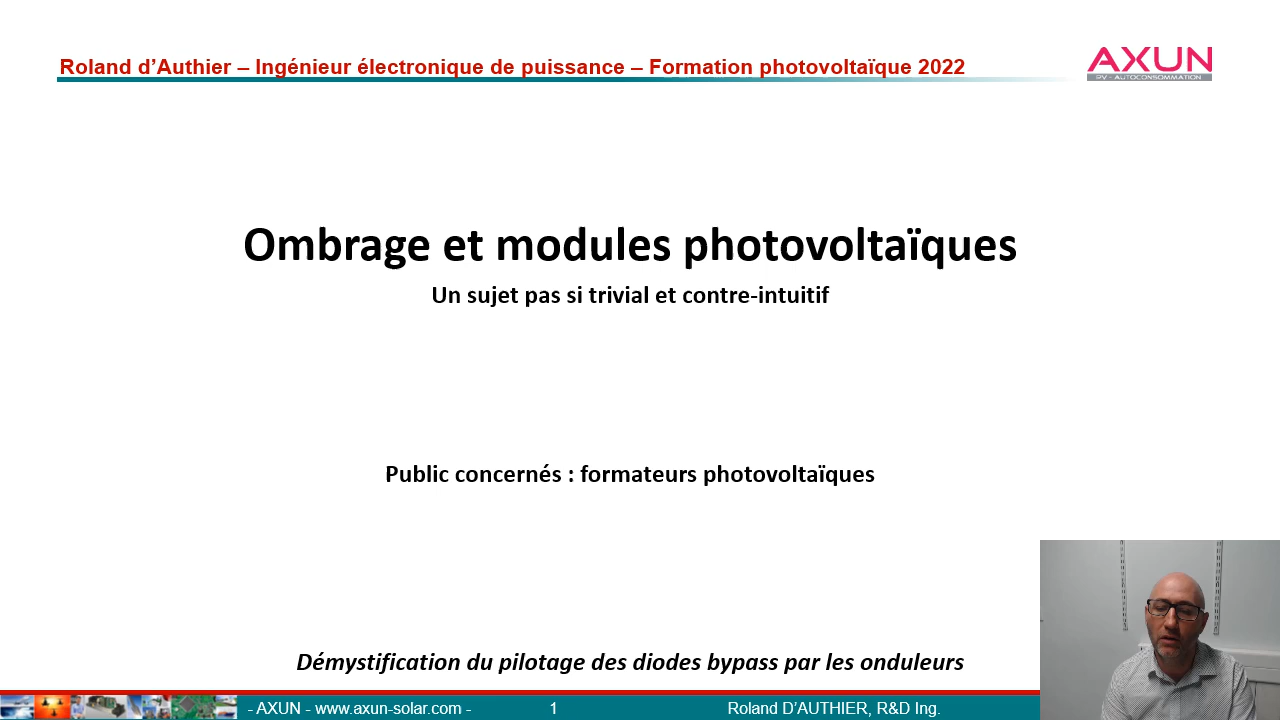 Roland d’Authier – Ingénieur électronique de puissance – Formation photovoltaïque 2022
AXUN
PV - AUTOCONSOMMATION
Ombrage et modules photovoltaïques
Un sujet pas si trivial et contre-intuitif
Public concernés : formateurs photovoltaïques
Démystification du pilotage des diodes bypass par les onduleurs
- AXUN - www.axun-solar.com -
1
Roland D’AUTHIER, R&D Ing.